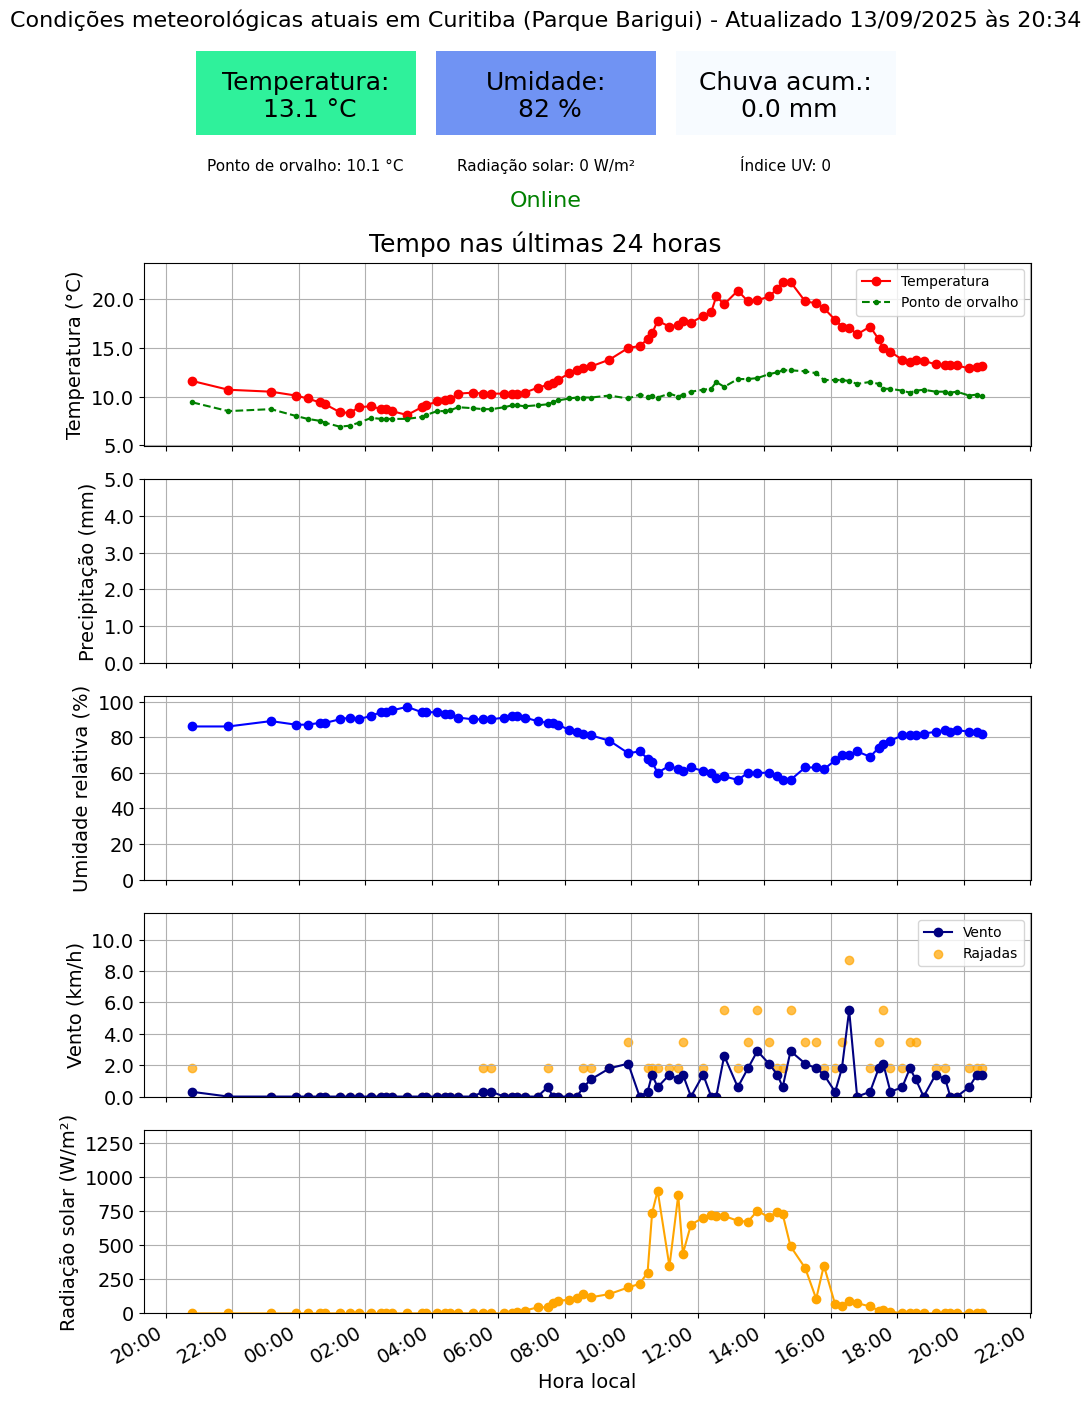 Condições meteorológicas atuais em Curitiba (Parque Barigui) - Atualizado 13/09/2025 às 20:34
Temperatura:
13.1 °C
Umidade:
82 %
Chuva acum.:
0.0 mm
Ponto de orvalho: 10.1 °C
Radiação solar: 0 W/m²
Índice UV: 0
Online
Tempo nas últimas 24 horas
Temperatura (°C)
20.0
15.0
10.0
5.0
Temperatura
Ponto de orvalho
Precipitação (mm)
5.0
4.0
3.0
2.0
1.0
0.0
Umidade relativa (%)
100
80
60
40
20
0
Vento (km/h)
10.0
8.0
6.0
4.0
2.0
0.0
Vento
Rajadas
Radiação solar (W/m²)
1250
1000
750
500
250
0
20:00
22:00
00:00
02:00
04:00
06:00
08:00
10:00
12:00
14:00
16:00
18:00
20:00
22:00
Hora local